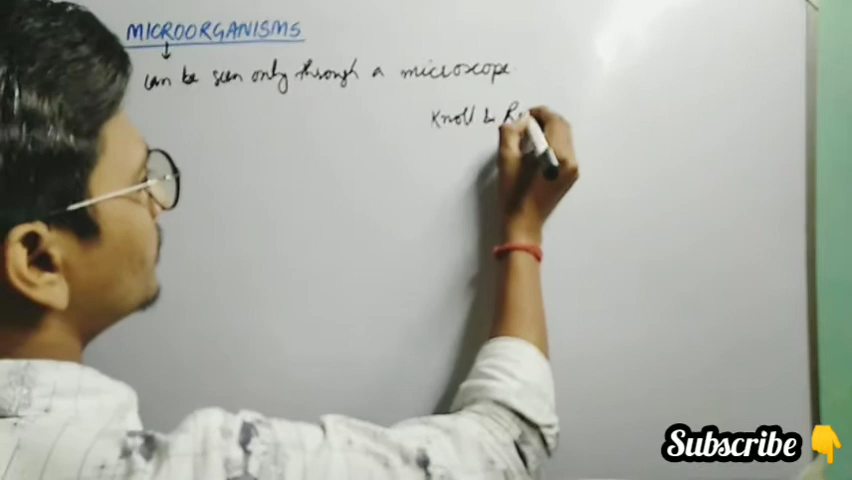 MICROORGANISMS
can be seen only through a microscope.
Knoll &
Subscribe